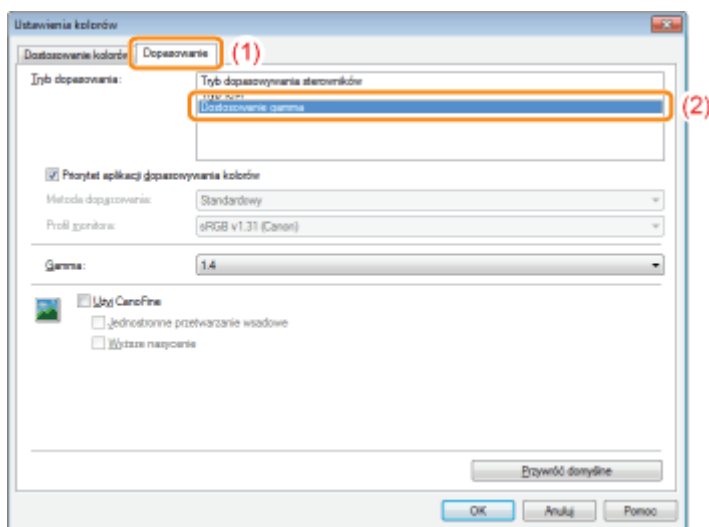 Ustawienia kolorów
Dostosowanie kolorów
Dopasowanie
(1)
Tryb dopasowania:
Tryb dopasowywania sterowników
Tryb ICM
Dostosowanie gamma
(2)
Priorytet aplikacji dopasowywania kolorów
Metoda dopasowania:
Standardowy
Profil monitora:
sRGB v1.31 (Canon)
Gamma:
1.4
Użyj CanoFine
Jednostronne przetwarzanie wsadowe
Wyższe nasycenie
Przywróć domyślne
OK
Anuluj
Pomoc